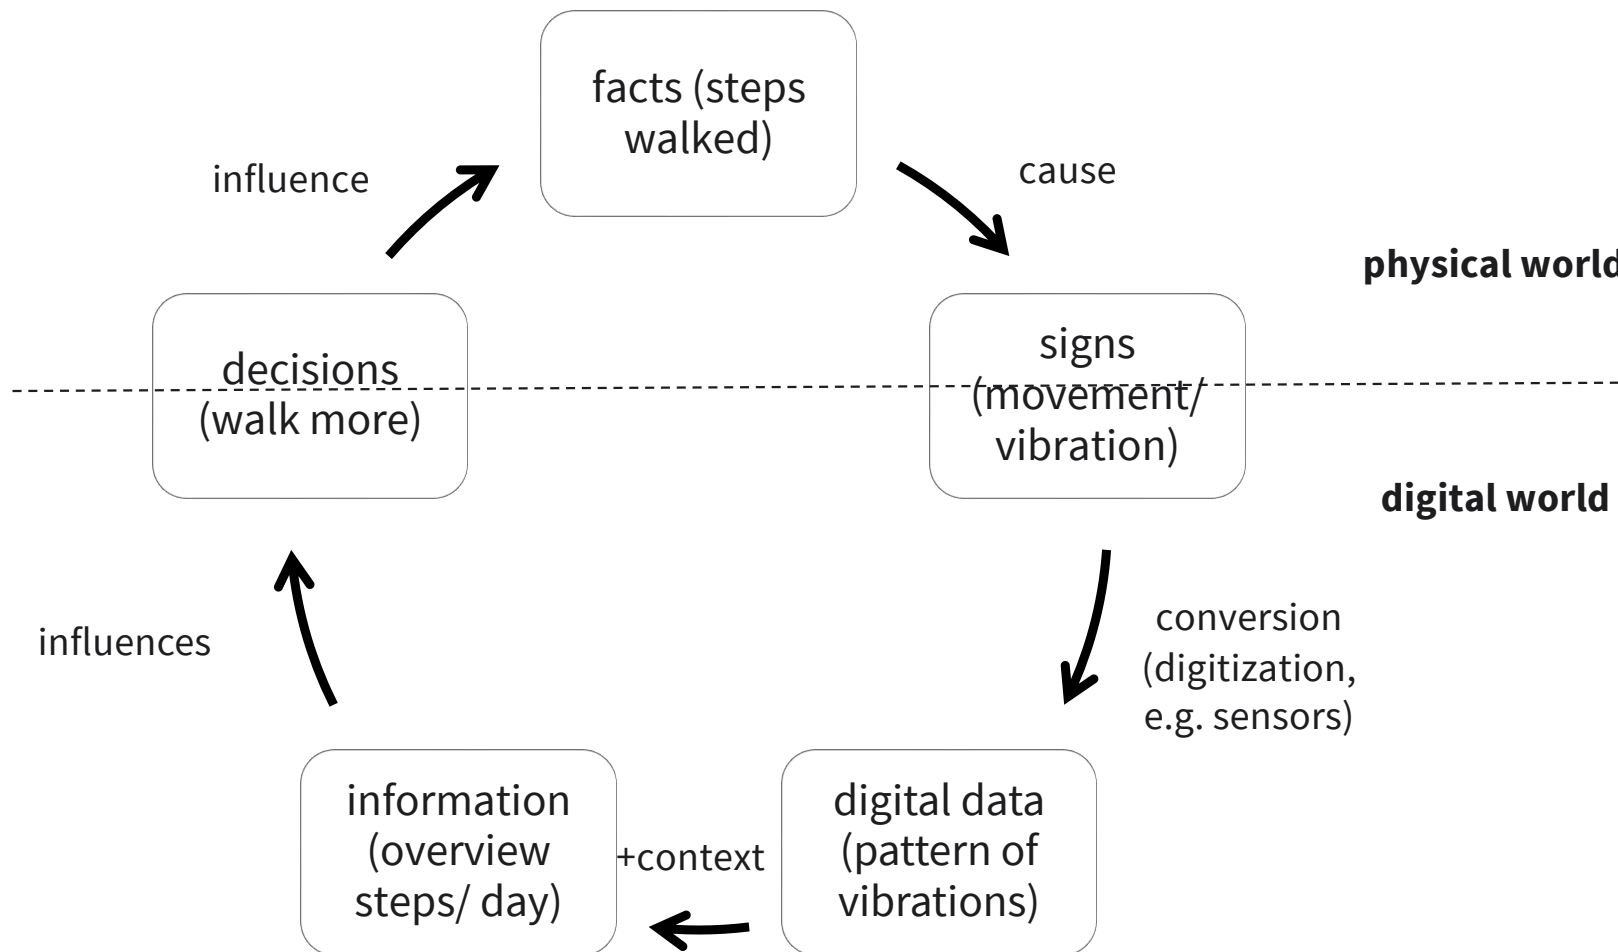 facts (steps
walked)
influence
cause
physical world
decisions
(walk more)
signs
(movement/
vibration)
digital world
influences
conversion
(digitization,
e.g. sensors)
information
(overview
steps/ day)
+context
digital data
(pattern of
vibrations)